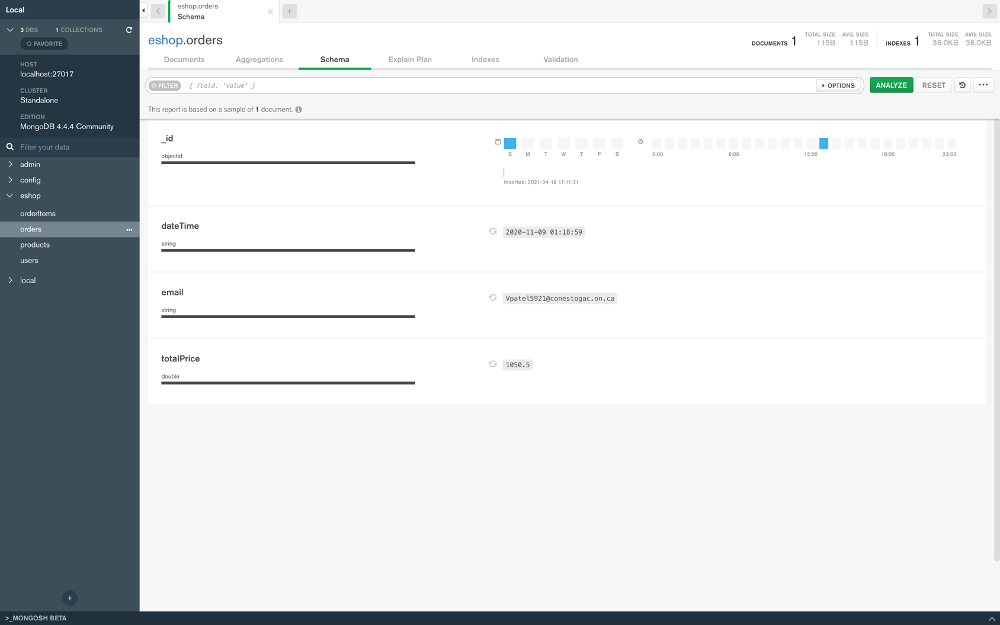 Local
3 DBS 1 COLLECTIONS
FAVORITE
HOST
localhost:27017
CLUSTER
Standalone
EDITION
MongoDB 4.4.4 Community
Filter your data
admin
config
eshop
orderItems
orders
products
users
local
>_MONGOSH BETA
eshop.orders
Schema
eshop.orders
DOCUMENTS 1 TOTAL SIZE 115B AVG. SIZE 115B INDEXES 1 TOTAL SIZE 36.0KB AVG. SIZE 36.0KB
Documents Aggregations Schema Explain Plan Indexes Validation
FILTER { field: 'value' } OPTIONS ANALYZE RESET
This report is based on a sample of 1 document.
_id
objectid
S M T W T F S 0:00 6:00 12:00 18:00 23:00
inserted: 2021-04-18 17:11:31
dateTime
string
2020-11-09 01:18:59
email
string
Vpatel5921@conestogac.on.ca
totalPrice
double
1050.5